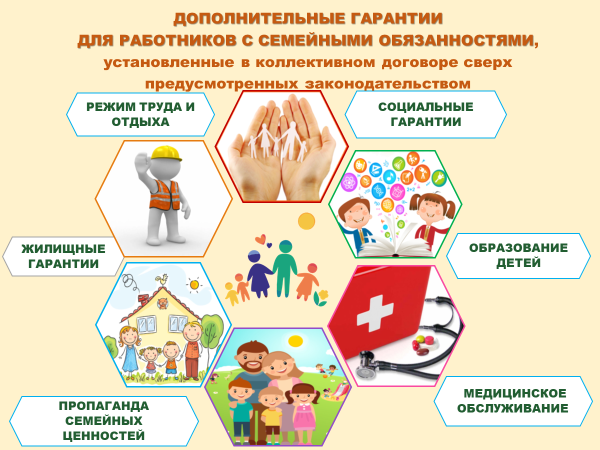 ДОПОЛНИТЕЛЬНЫЕ ГАРАНТИИ
ДЛЯ РАБОТНИКОВ С СЕМЕЙНЫМИ ОБЯЗАННОСТЯМИ,
установленные в коллективном договоре сверх
предусмотренных законодательством
РЕЖИМ ТРУДА И
ОТДЫХА
СОЦИАЛЬНЫЕ
ГАРАНТИИ
ЖИЛИЩНЫЕ
ГАРАНТИИ
ОБРАЗОВАНИЕ
ДЕТЕЙ
ПРОПАГАНДА
СЕМЕЙНЫХ
ЦЕННОСТЕЙ
МЕДИЦИНСКОЕ
ОБСЛУЖИВАНИЕ